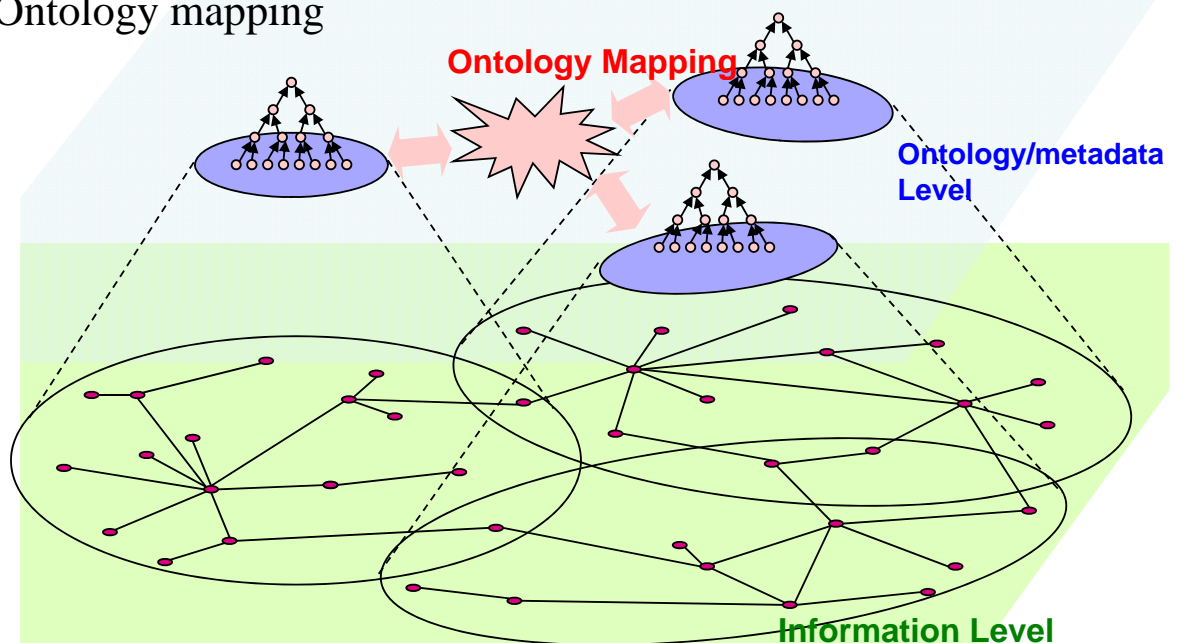 Ontology mapping
Ontology Mapping
Ontology/metadata
Level
Information Level